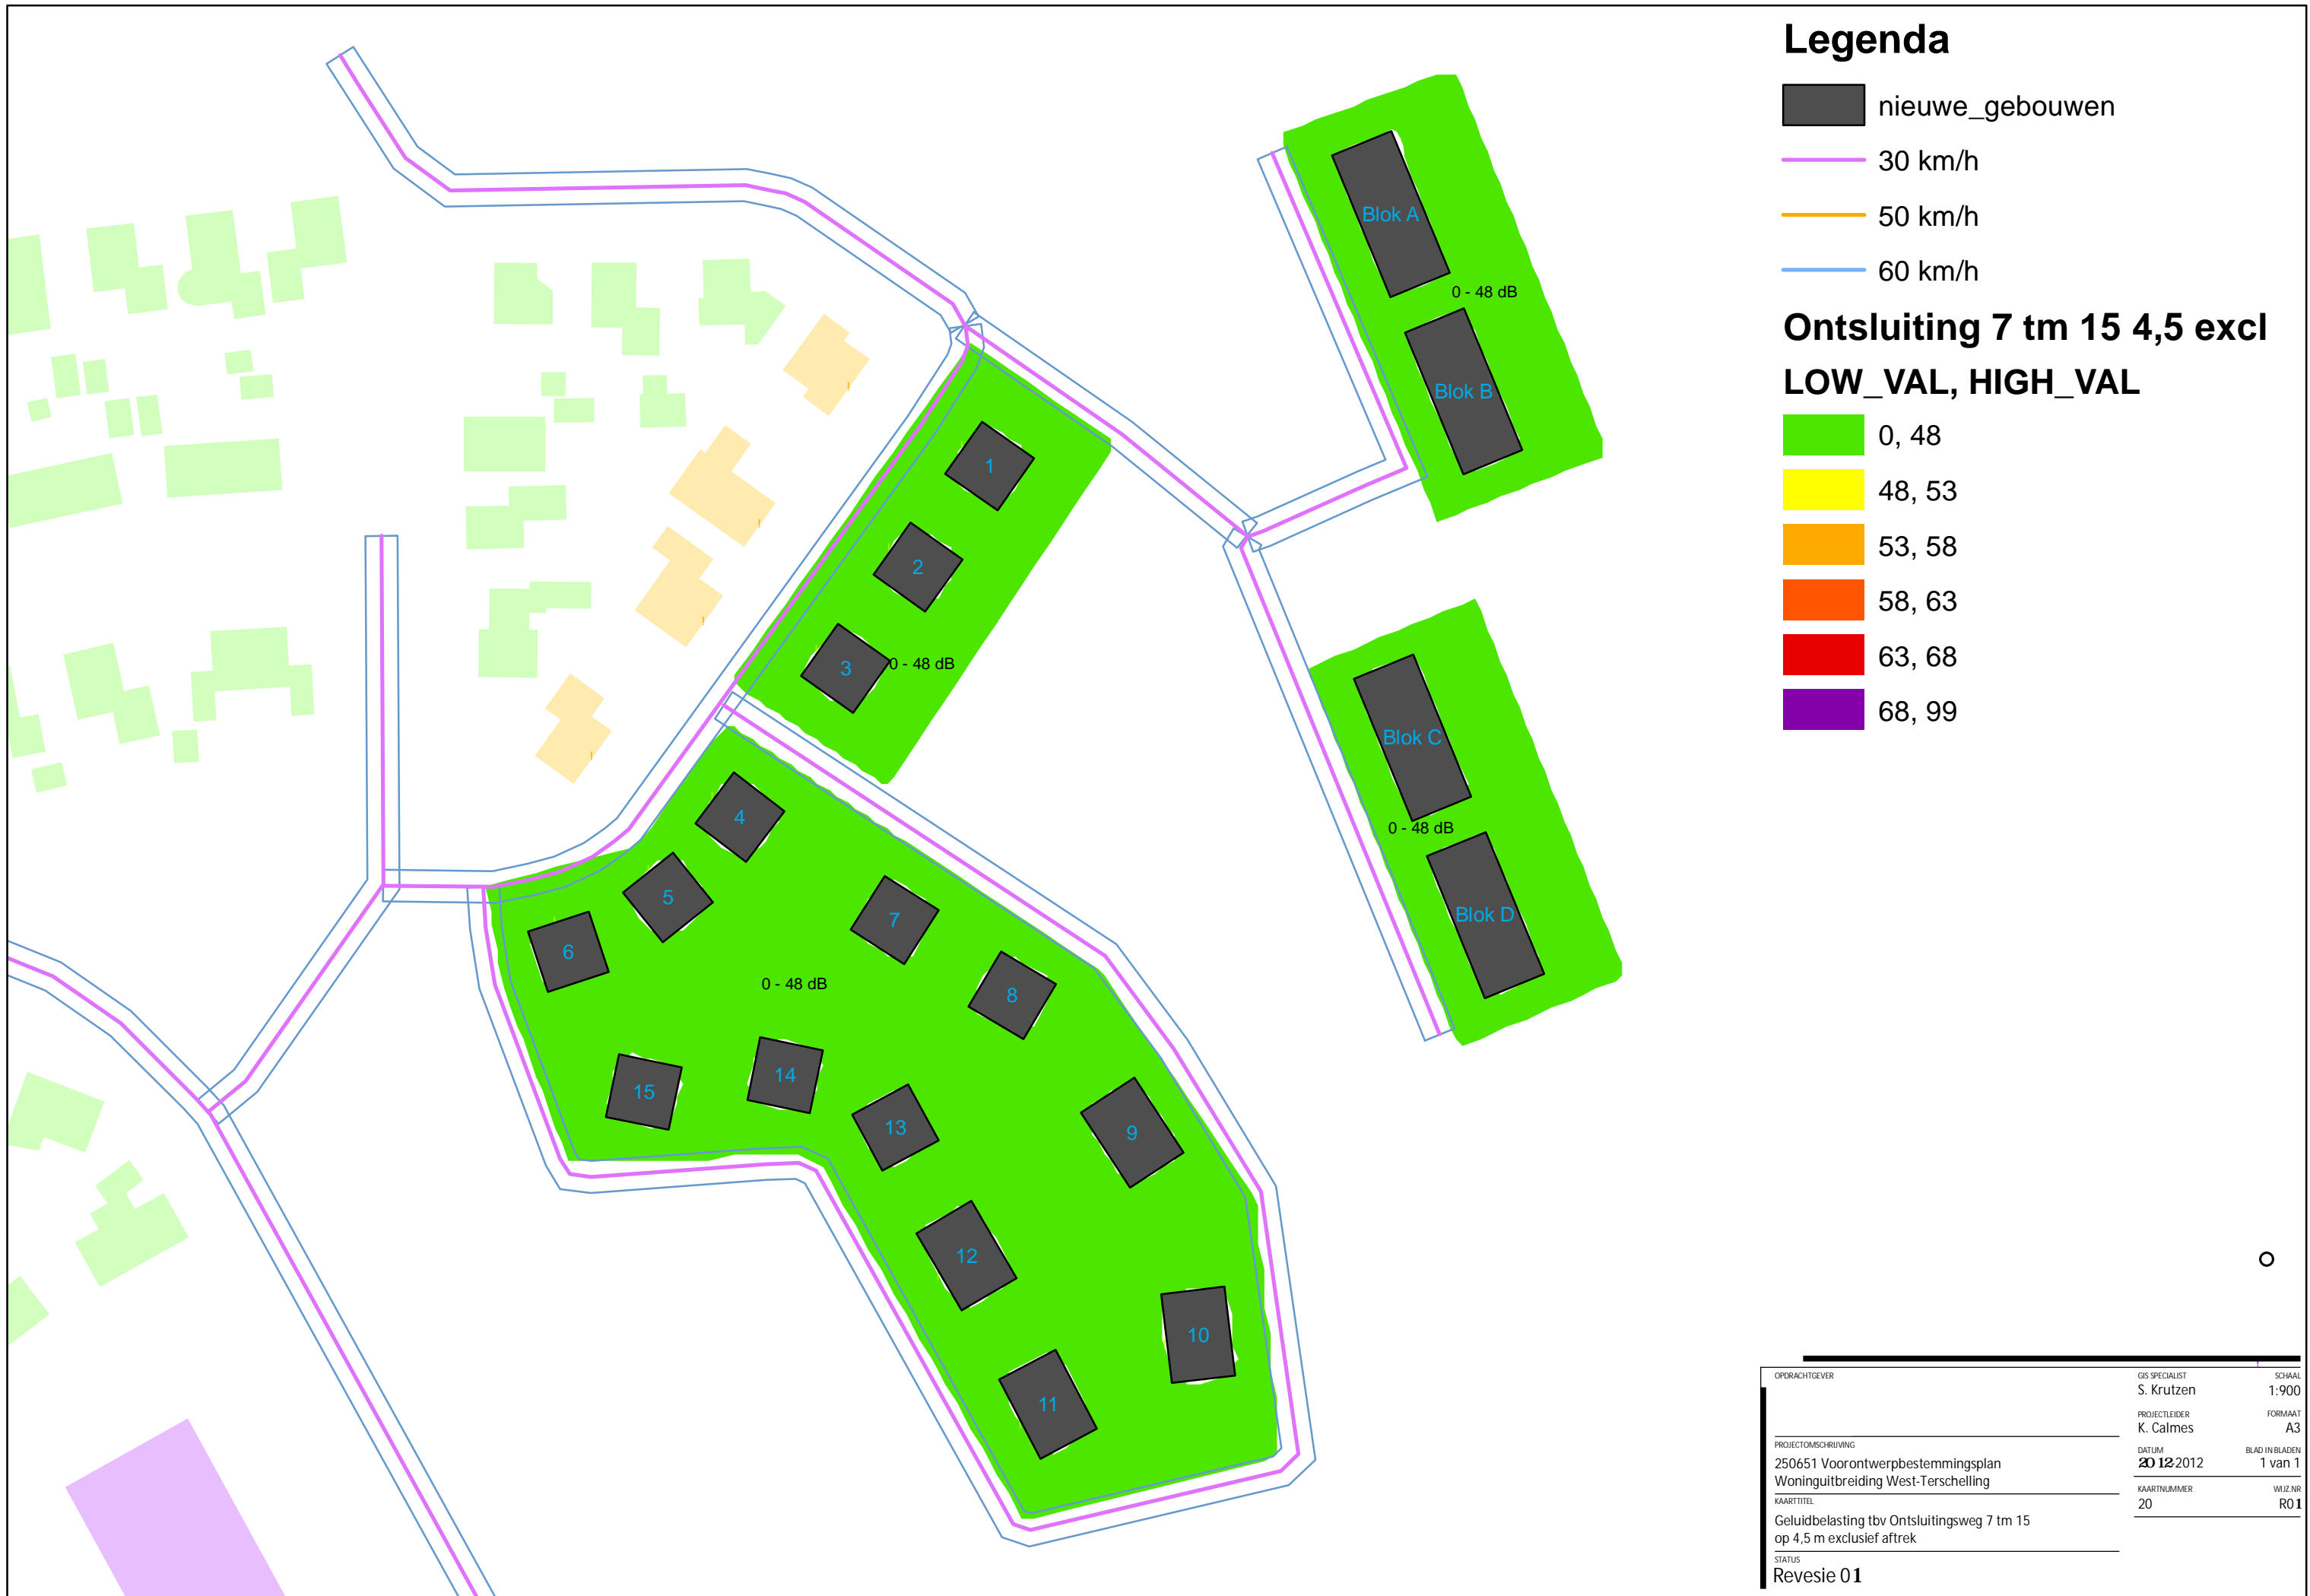 Legenda
nieuwe_gebouwen
30 km/h
50 km/h
60 km/h
Ontsluiting 7 tm 15 4,5 excl
LOW_VAL, HIGH_VAL
0, 48
48, 53
53, 58
58, 63
63, 68
68, 99
Blok A
0 - 48 dB
Blok B
1
2
3
0 - 48 dB
Blok C
0 - 48 dB
Blok D
4
5
6
7
8
0 - 48 dB
14
15
13
9
12
10
11
OPDRACHTGEVER
PROJECTOMSCHRIJVING
250651 Voorontwerpbestemmingsplan
Woninguitbreiding West-Terschelling
KAARTTITEL
Geluidbelasting tbv Ontsluitingsweg 7 tm 15
op 4,5 m exclusief aftrek
STATUS
Revesie 01
GIS SPECIALIST
S. Krutzen
SCHAAL
1:900
PROJECTLEIDER
K. Calmes
FORMAAT
A3
DATUM
20-12-2012
BLAD IN BLADEN
1 van 1
KAARTNUMMER
20
WIJZ.NR
R01